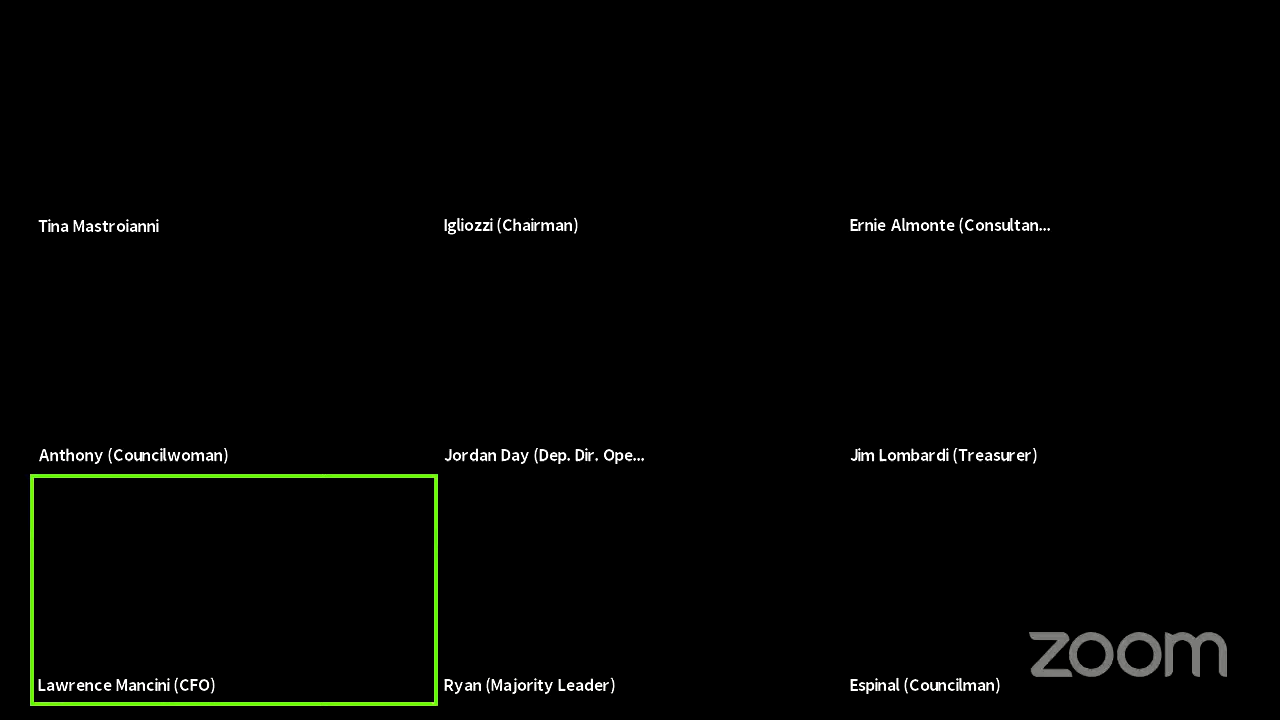 Tina Mastroianni
Igliozzi (Chairman)
Ernie Almonte (Consultan...
Anthony (Councilwoman)
Jordan Day (Dep. Dir. Ope...
Jim Lombardi (Treasurer)
Lawrence Mancini (CFO)
Ryan (Majority Leader)
Espinal (Councilman)
zoom